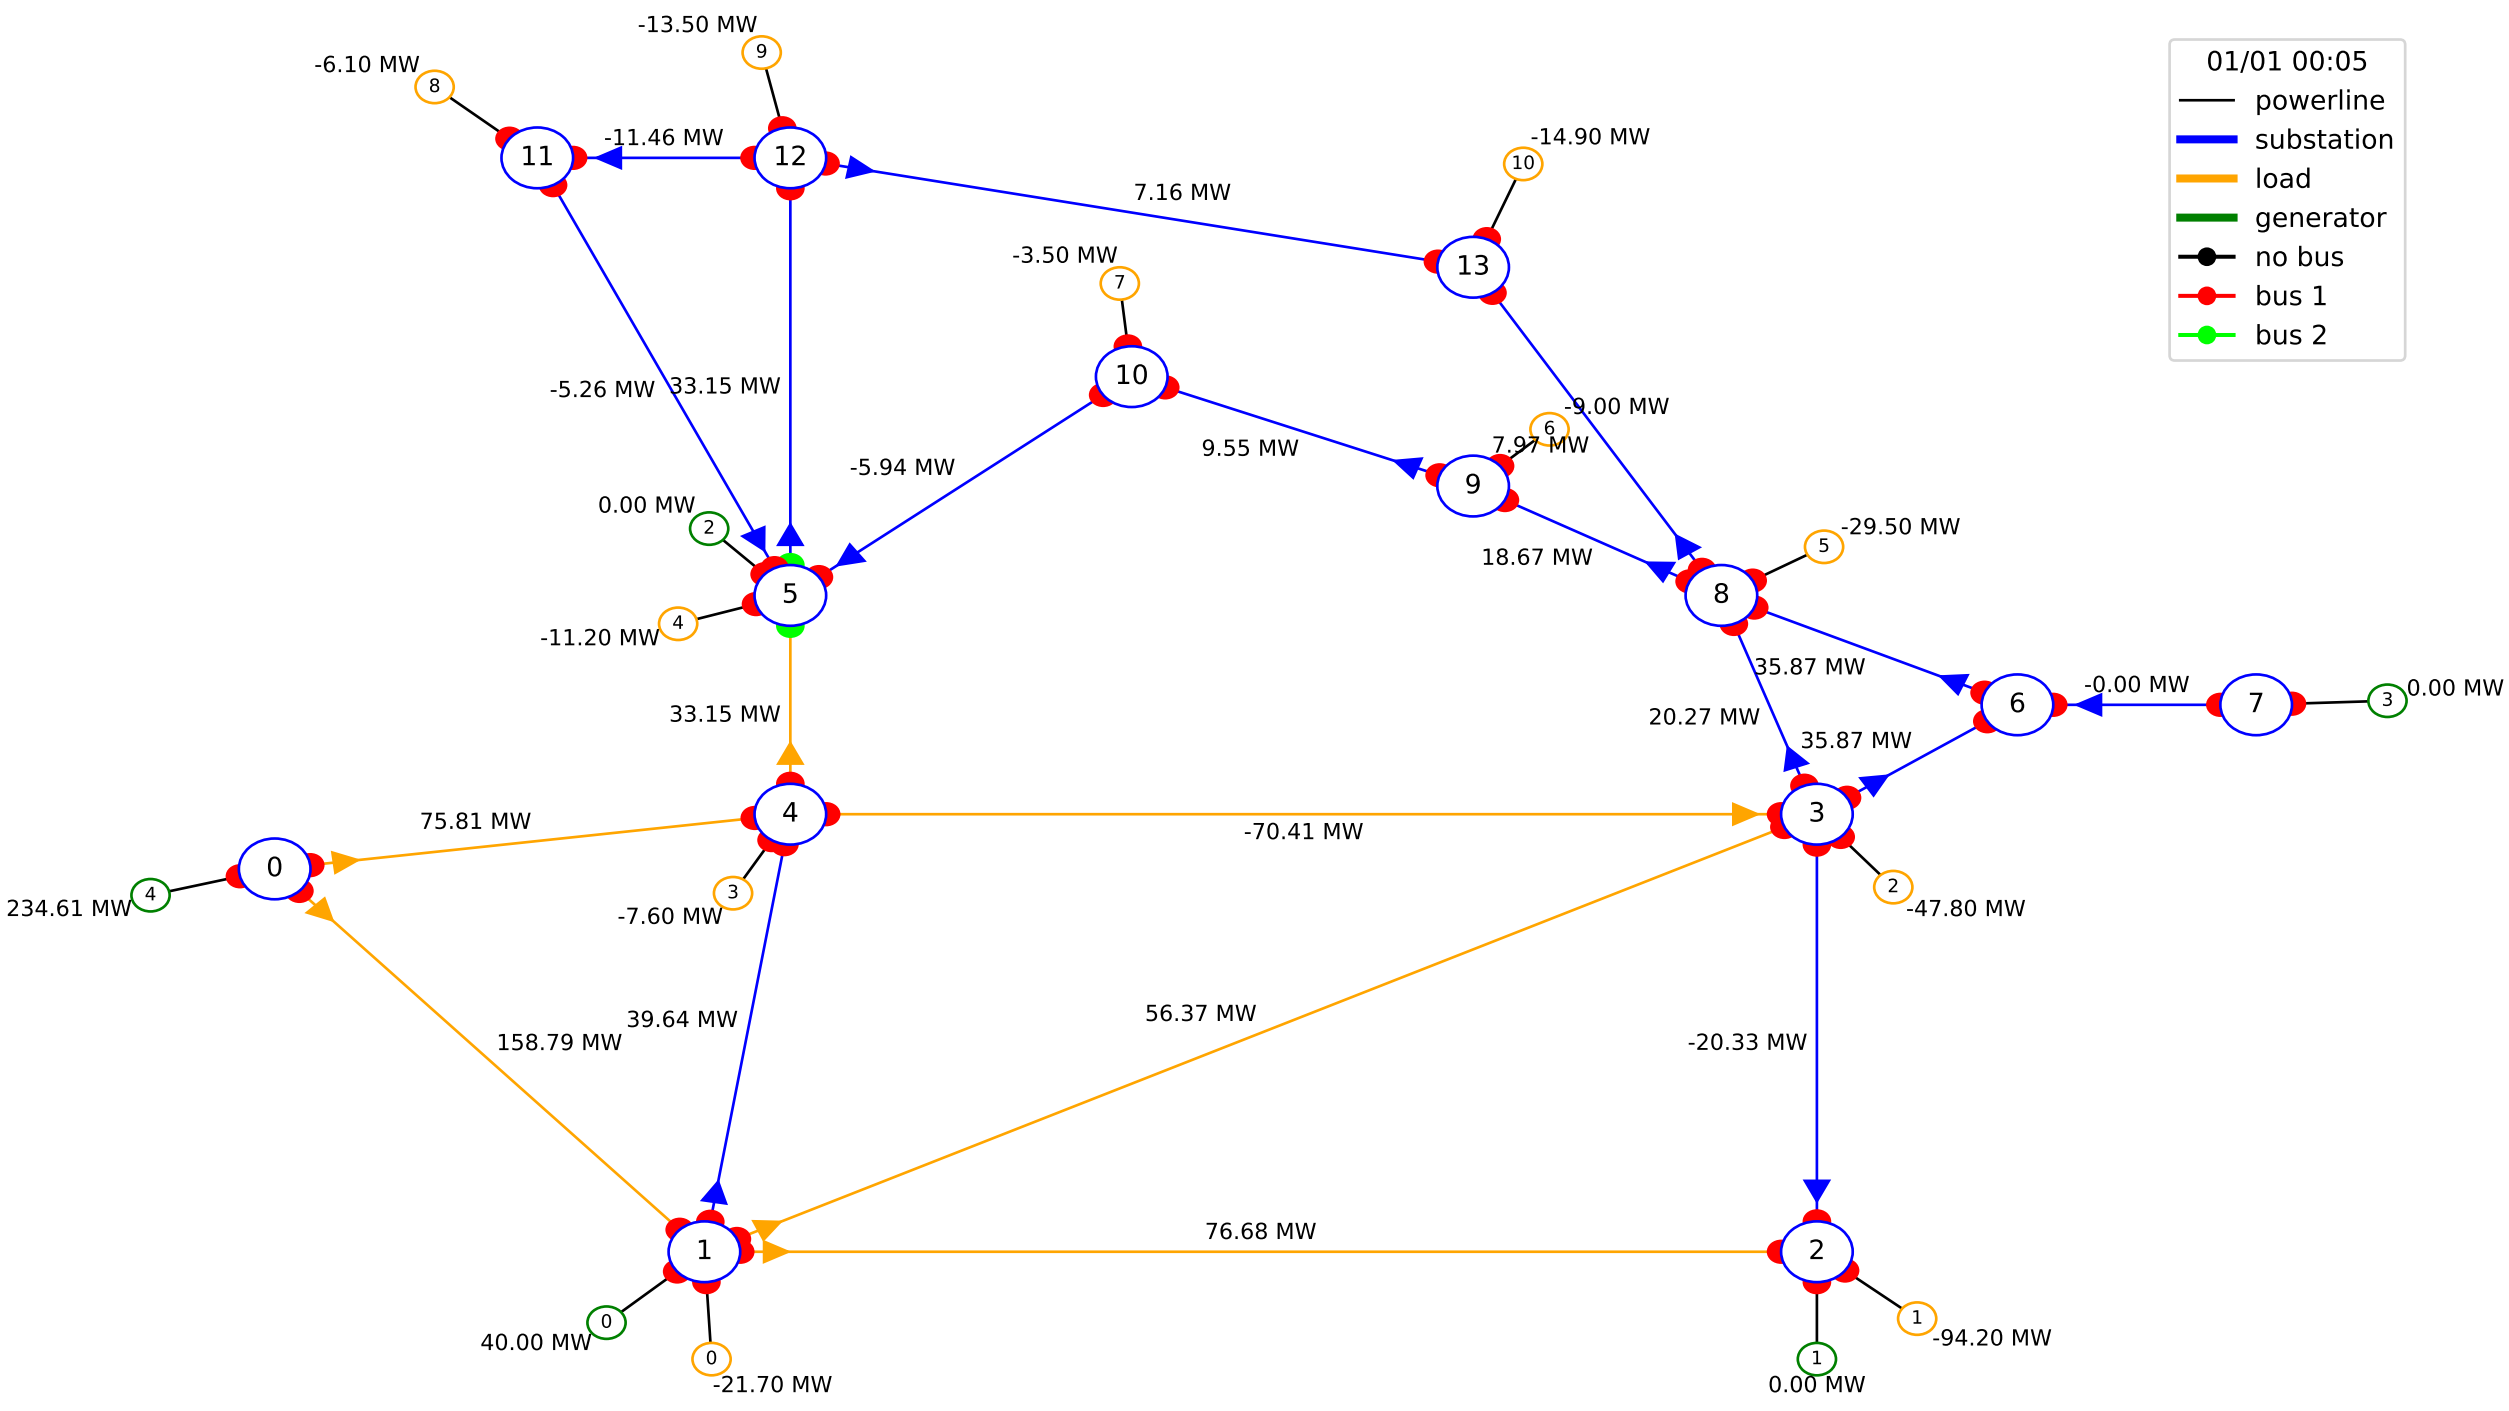 -13.50 MW
9
-6.10 MW
8
11
-11.46 MW
12
7.16 MW
-14.90 MW
10
13
-3.50 MW
7
10
-5.26 MW
33.15 MW
-5.94 MW
9.55 MW
-9.00 MW
6
7.97 MW
9
18.67 MW
0.00 MW
2
5
4
-11.20 MW
8
5
-29.50 MW
35.87 MW
20.27 MW
35.87 MW
6
-0.00 MW
7
3
0.00 MW
33.15 MW
75.81 MW
0
4
234.61 MW
4
3
-7.60 MW
-70.41 MW
3
2
-47.80 MW
158.79 MW
39.64 MW
56.37 MW
-20.33 MW
76.68 MW
1
0
40.00 MW
0
-21.70 MW
2
1
-94.20 MW
1
0.00 MW
01/01 00:05
powerline
substation
load
generator
no bus
bus 1
bus 2